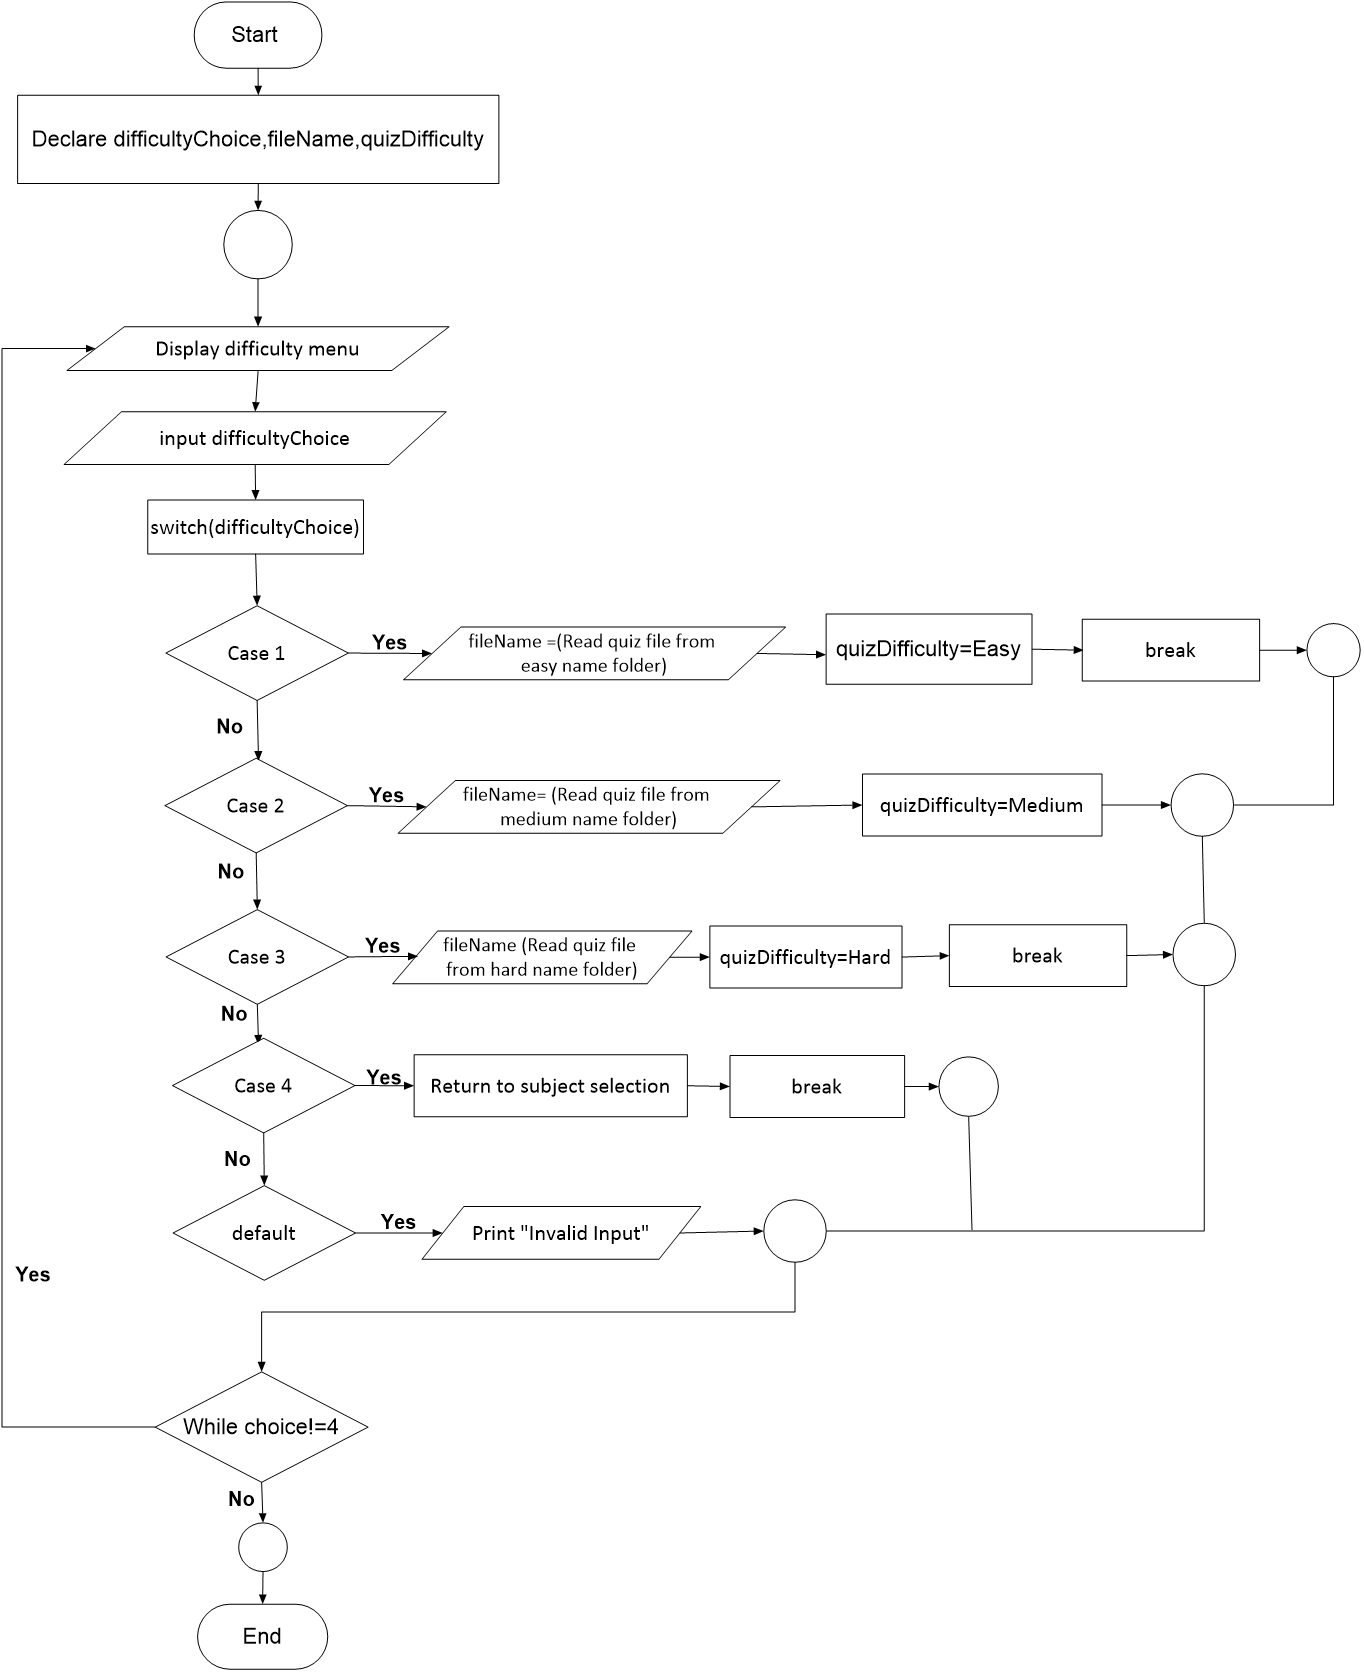 Start
Declare difficultyChoice,fileName,quizDifficulty
Display difficulty menu
input difficultyChoice
switch(difficultyChoice)
Case 1
Yes
fileName =(Read quiz file from
easy name folder)
quizDifficulty=Easy
break
No
Case 2
Yes
fileName= (Read quiz file from
medium name folder)
quizDifficulty=Medium
No
Case 3
Yes
fileName (Read quiz file
from hard name folder)
quizDifficulty=Hard
break
No
Case 4
Yes
Return to subject selection
break
No
default
Yes
Print "Invalid Input"
Yes
While choice!=4
No
End